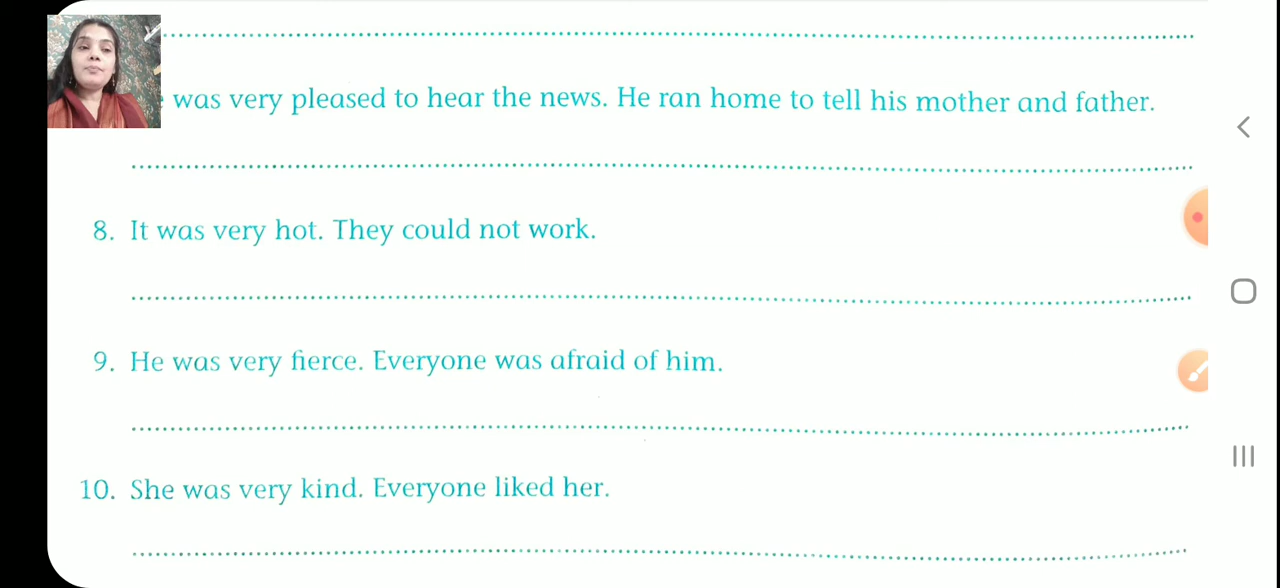 was very pleased to hear the news. He ran home to tell his mother and father.
8. It was very hot. They could not work.
9. He was very fierce. Everyone was afraid of him.
10. She was very kind. Everyone liked her.